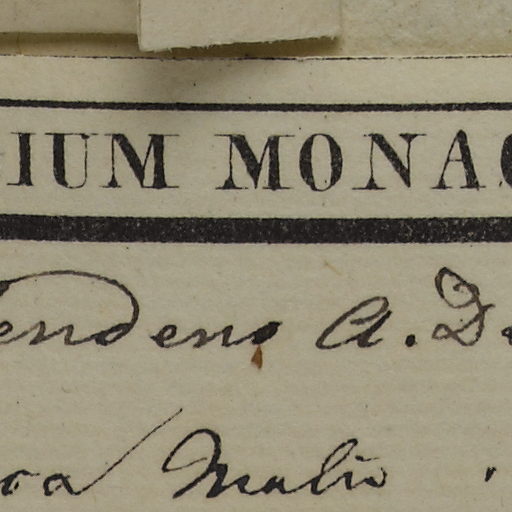 IUM MONAC
endens A. D
Malio